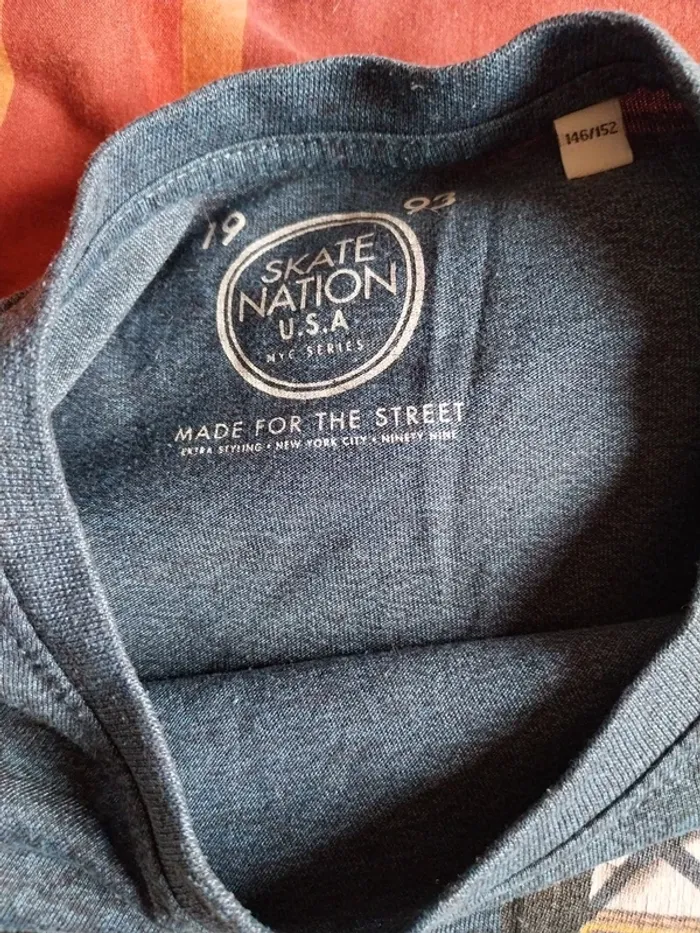 146/152
19 93
SKATE
NATION
U.S.A
NYC SERIES
MADE FOR THE STREET
EXTRA STYLING • NEW YORK CITY • NINETY NINE